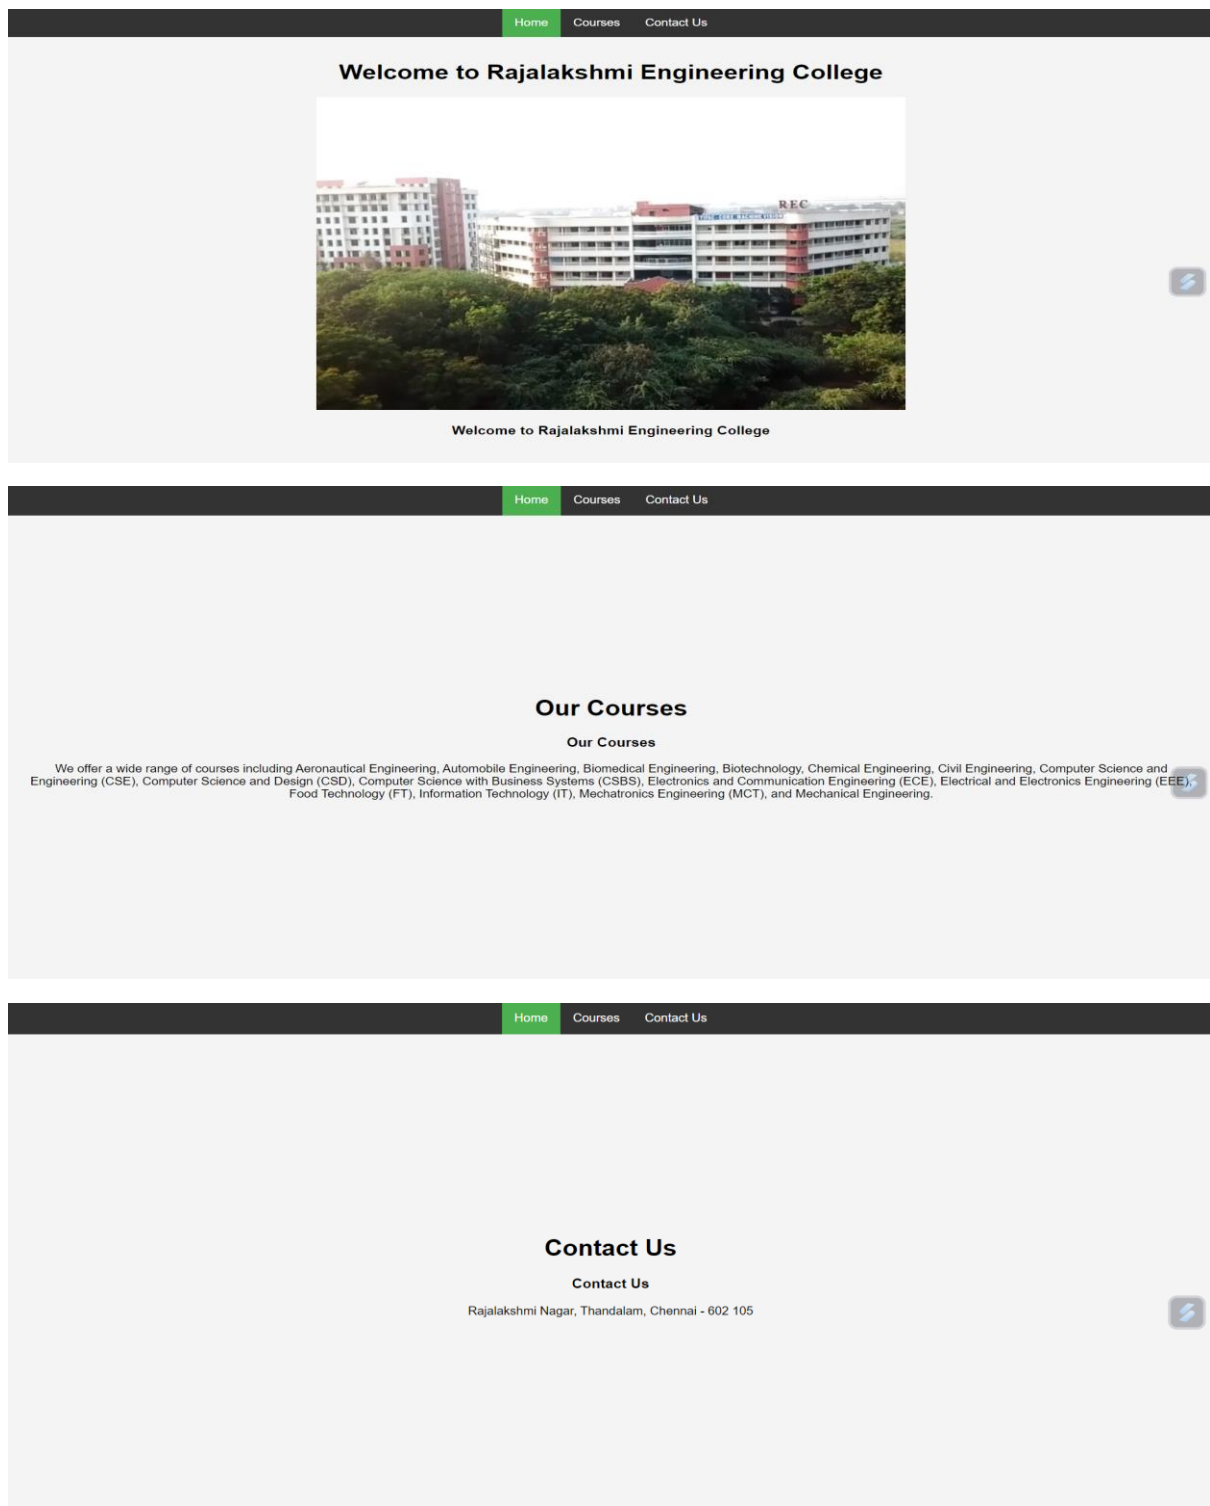 Home Courses Contact Us
Welcome to Rajalakshmi Engineering College
REC
Welcome to Rajalakshmi Engineering College
Home Courses Contact Us
Our Courses
Our Courses
We offer a wide range of courses including Aeronautical Engineering, Automobile Engineering, Biomedical Engineering, Biotechnology, Chemical Engineering, Civil Engineering, Computer Science and
Engineering (CSE), Computer Science and Design (CSD), Computer Science with Business Systems (CSBS), Electronics and Communication Engineering (ECE), Electrical and Electronics Engineering (EEE),
Food Technology (FT), Information Technology (IT), Mechatronics Engineering (MCT), and Mechanical Engineering.
Home Courses Contact Us
Contact Us
Contact Us
Rajalakshmi Nagar, Thandalam, Chennai - 602 105